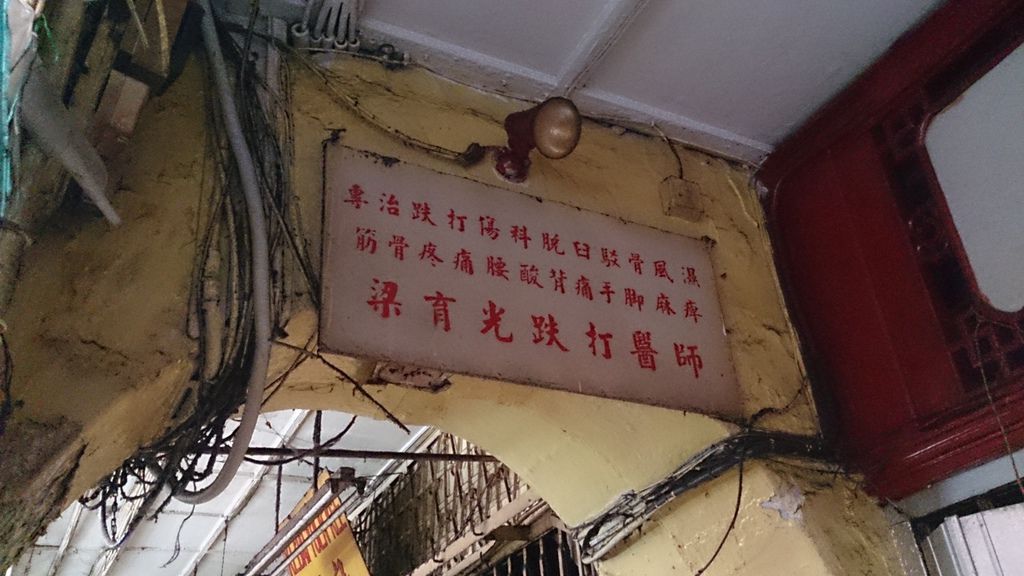 專治跌打傷科脫臼駁骨風濕
筋骨疼痛腰酸背痛手脚麻痺
梁育光跌打醫師